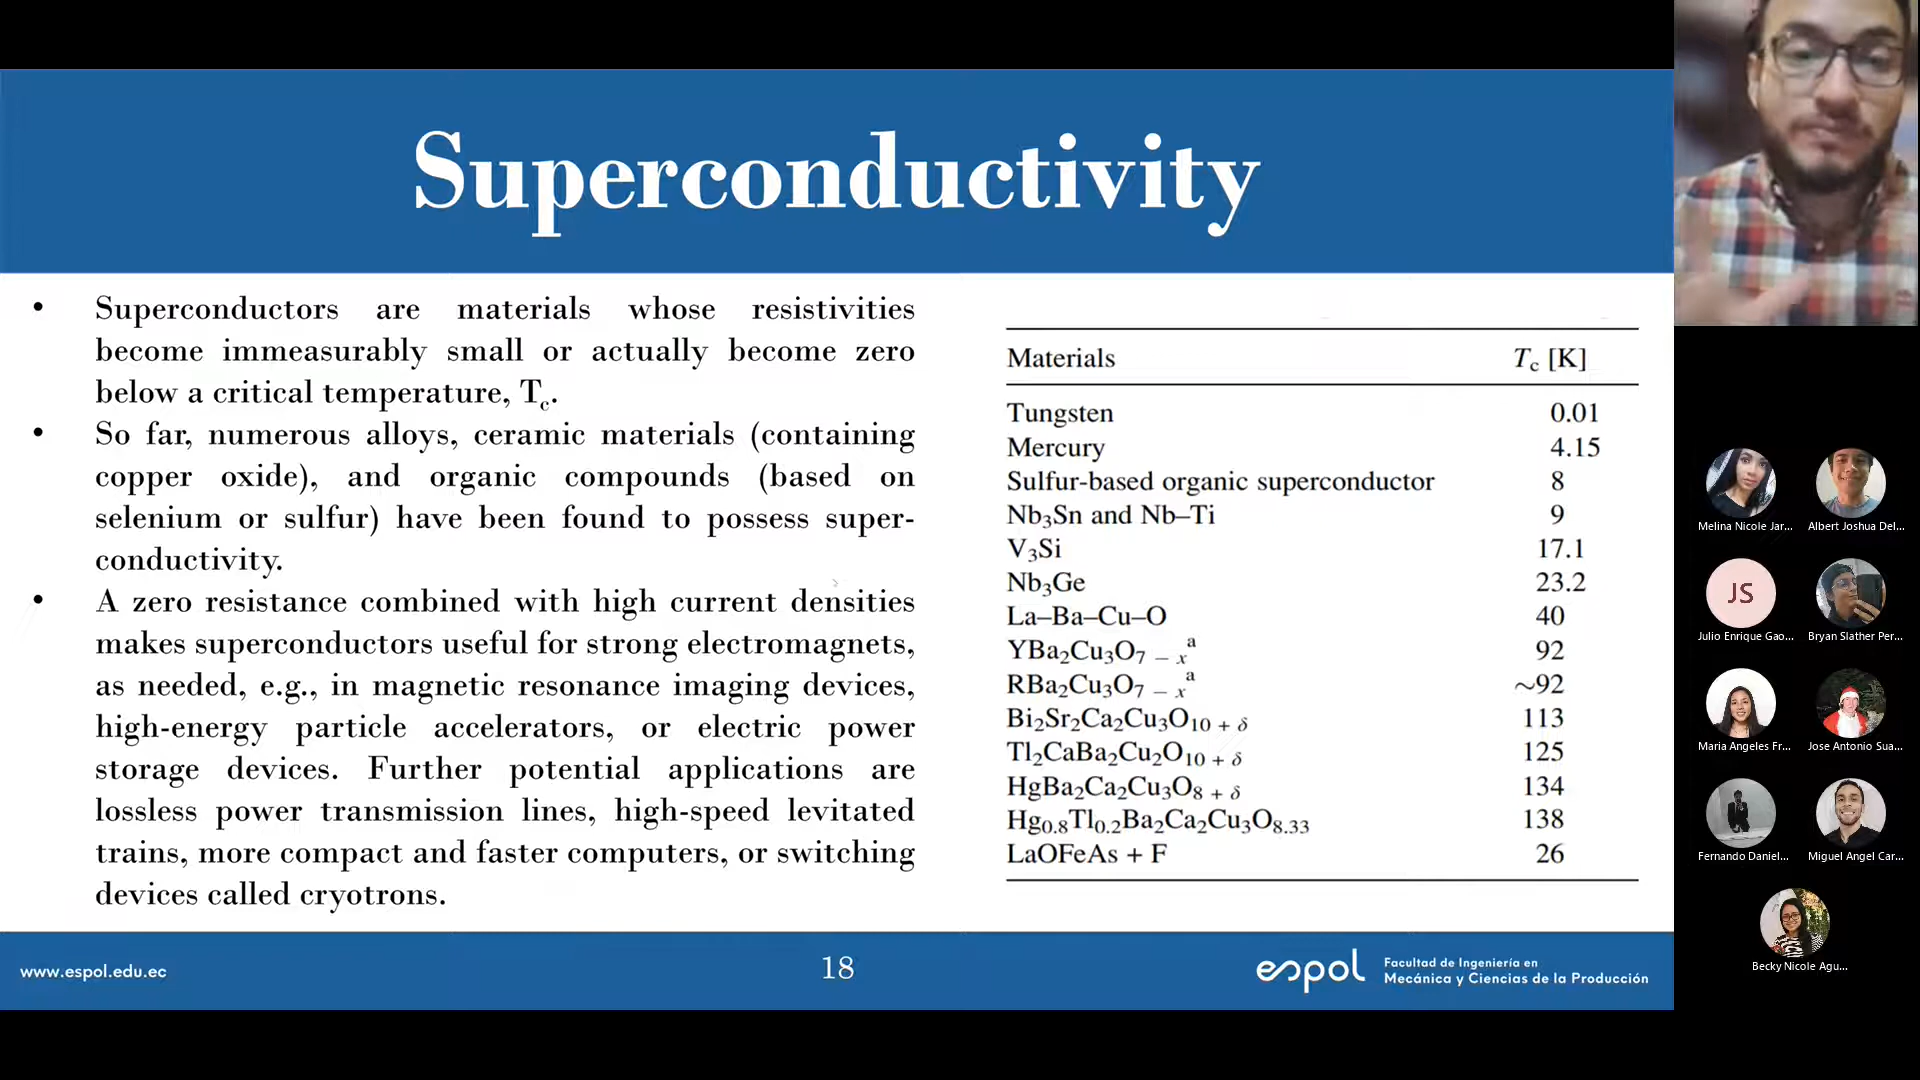 Superconductivity
• Superconductors are materials whose resistivities
become immeasurably small or actually become zero
below a critical temperature, Tc.
• So far, numerous alloys, ceramic materials (containing
copper oxide), and organic compounds (based on
selenium or sulfur) have been found to possess super-
conductivity.
• A zero resistance combined with high current densities
makes superconductors useful for strong electromagnets,
as needed, e.g., in magnetic resonance imaging devices,
high-energy particle accelerators, or electric power
storage devices. Further potential applications are
lossless power transmission lines, high-speed levitated
trains, more compact and faster computers, or switching
devices called cryotrons.
Materials Tc [K]
Tungsten 0.01
Mercury 4.15
Sulfur-based organic superconductor 8
Nb3Sn and Nb–Ti 9
V3Si 17.1
Nb3Ge 23.2
La–Ba–Cu–O 40
YBa2Cu3O7 – x a 92
RBa2Cu3O7 – x a ~92
Bi2Sr2Ca2Cu3O10 + δ 113
Tl2CaBa2Cu2O10 + δ 125
HgBa2Ca2Cu3O8 + δ 134
Hg0.8Tl0.2Ba2Ca2Cu3O8.33 138
LaOFeAs + F 26
www.espol.edu.ec
18
espol
Facultad de Ingeniería en
Mecánica y Ciencias de la Producción
Melina Nicole Jar...
Albert Joshua Del...
JS
Julio Enrique Gao...
Bryan Slather Per...
Maria Angeles Fr...
Jose Antonio Sua...
Fernando Daniel...
Miguel Angel Car...
Becky Nicole Agu...